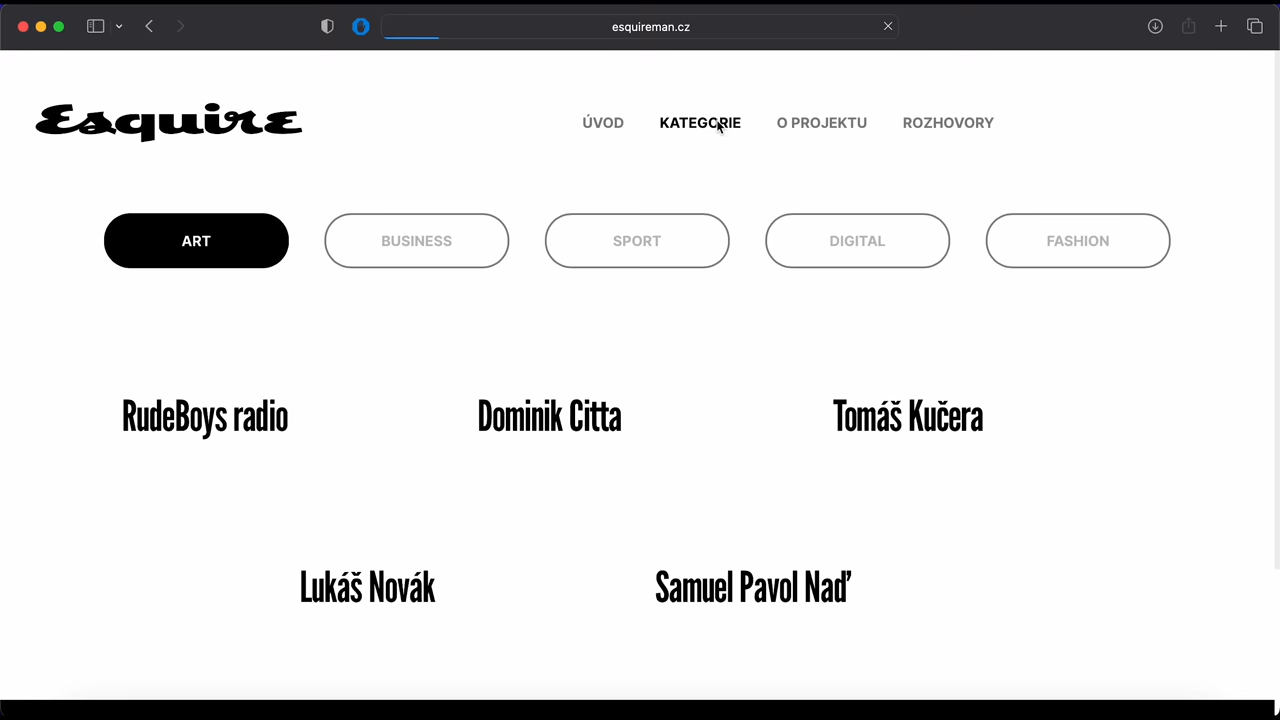 esquireman.cz
Esquire
ÚVOD KATEGORIE O PROJEKTU ROZHOVORY
ART BUSINESS SPORT DIGITAL FASHION
RudeBoys radio Dominik Citta Tomáš Kučera
Lukáš Novák Samuel Pavol Naď